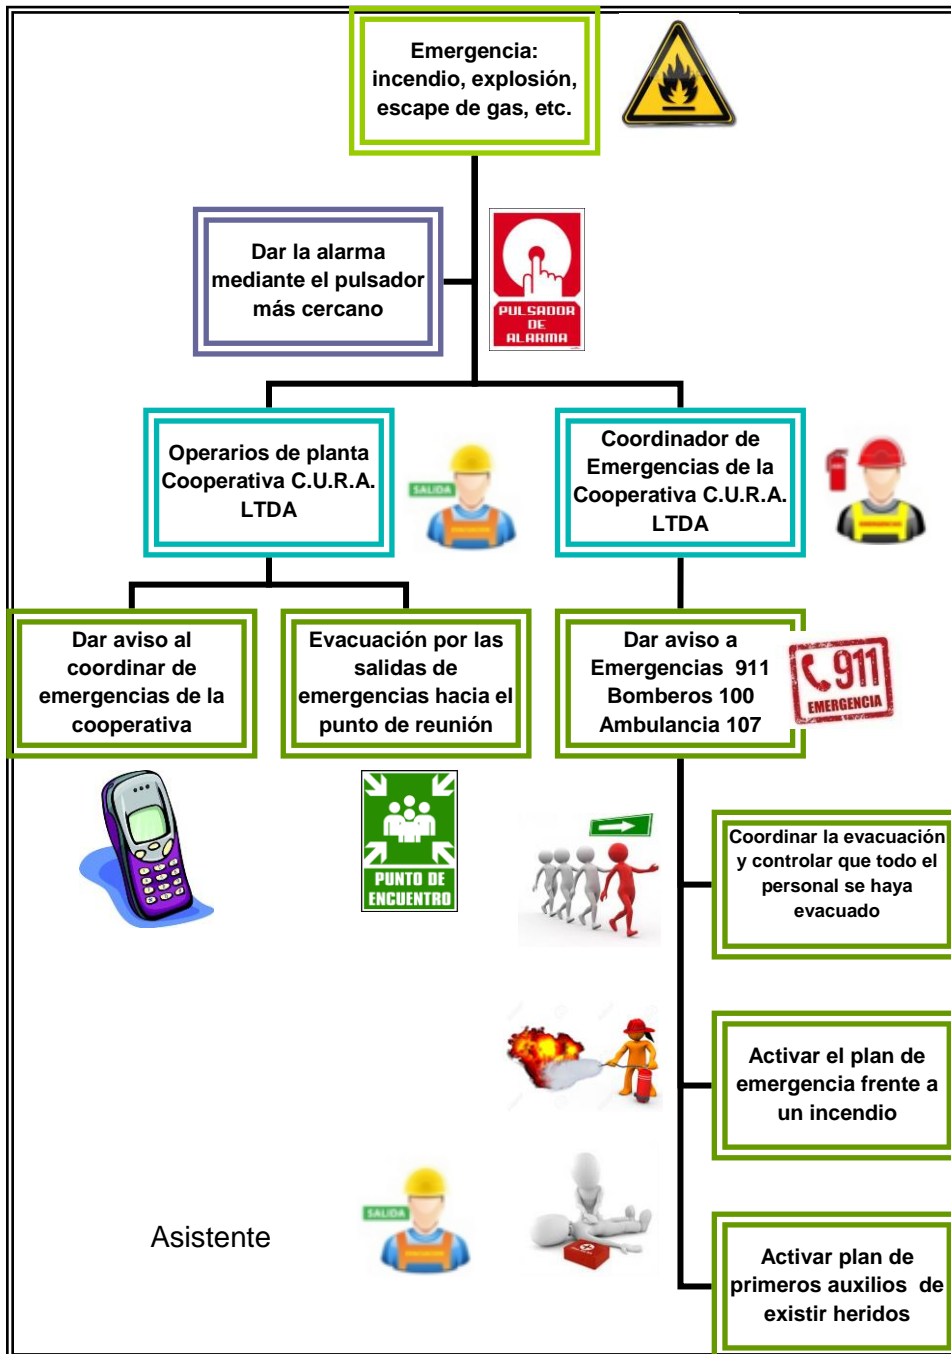 Emergencia:
incendio, explosión,
escape de gas, etc.
Dar la alarma
mediante el pulsador
más cercano
PULSADOR
DE
ALARMA
Operarios de planta
Cooperativa C.U.R.A.
LTDA
SALIDA
Coordinador de
Emergencias de la
Cooperativa C.U.R.A.
LTDA
Dar aviso al
coordinar de
emergencias de la
cooperativa
Evacuación por las
salidas de
emergencias hacia el
punto de reunión
Dar aviso a
Emergencias 911
Bomberos 100
Ambulancia 107
911
EMERGENCIA
PUNTO DE
ENCUENTRO
Coordinar la evacuación
y controlar que todo el
personal se haya
evacuado
Activar el plan de
emergencia frente a
un incendio
Asistente
SALIDA
Activar plan de
primeros auxilios de
existir heridos